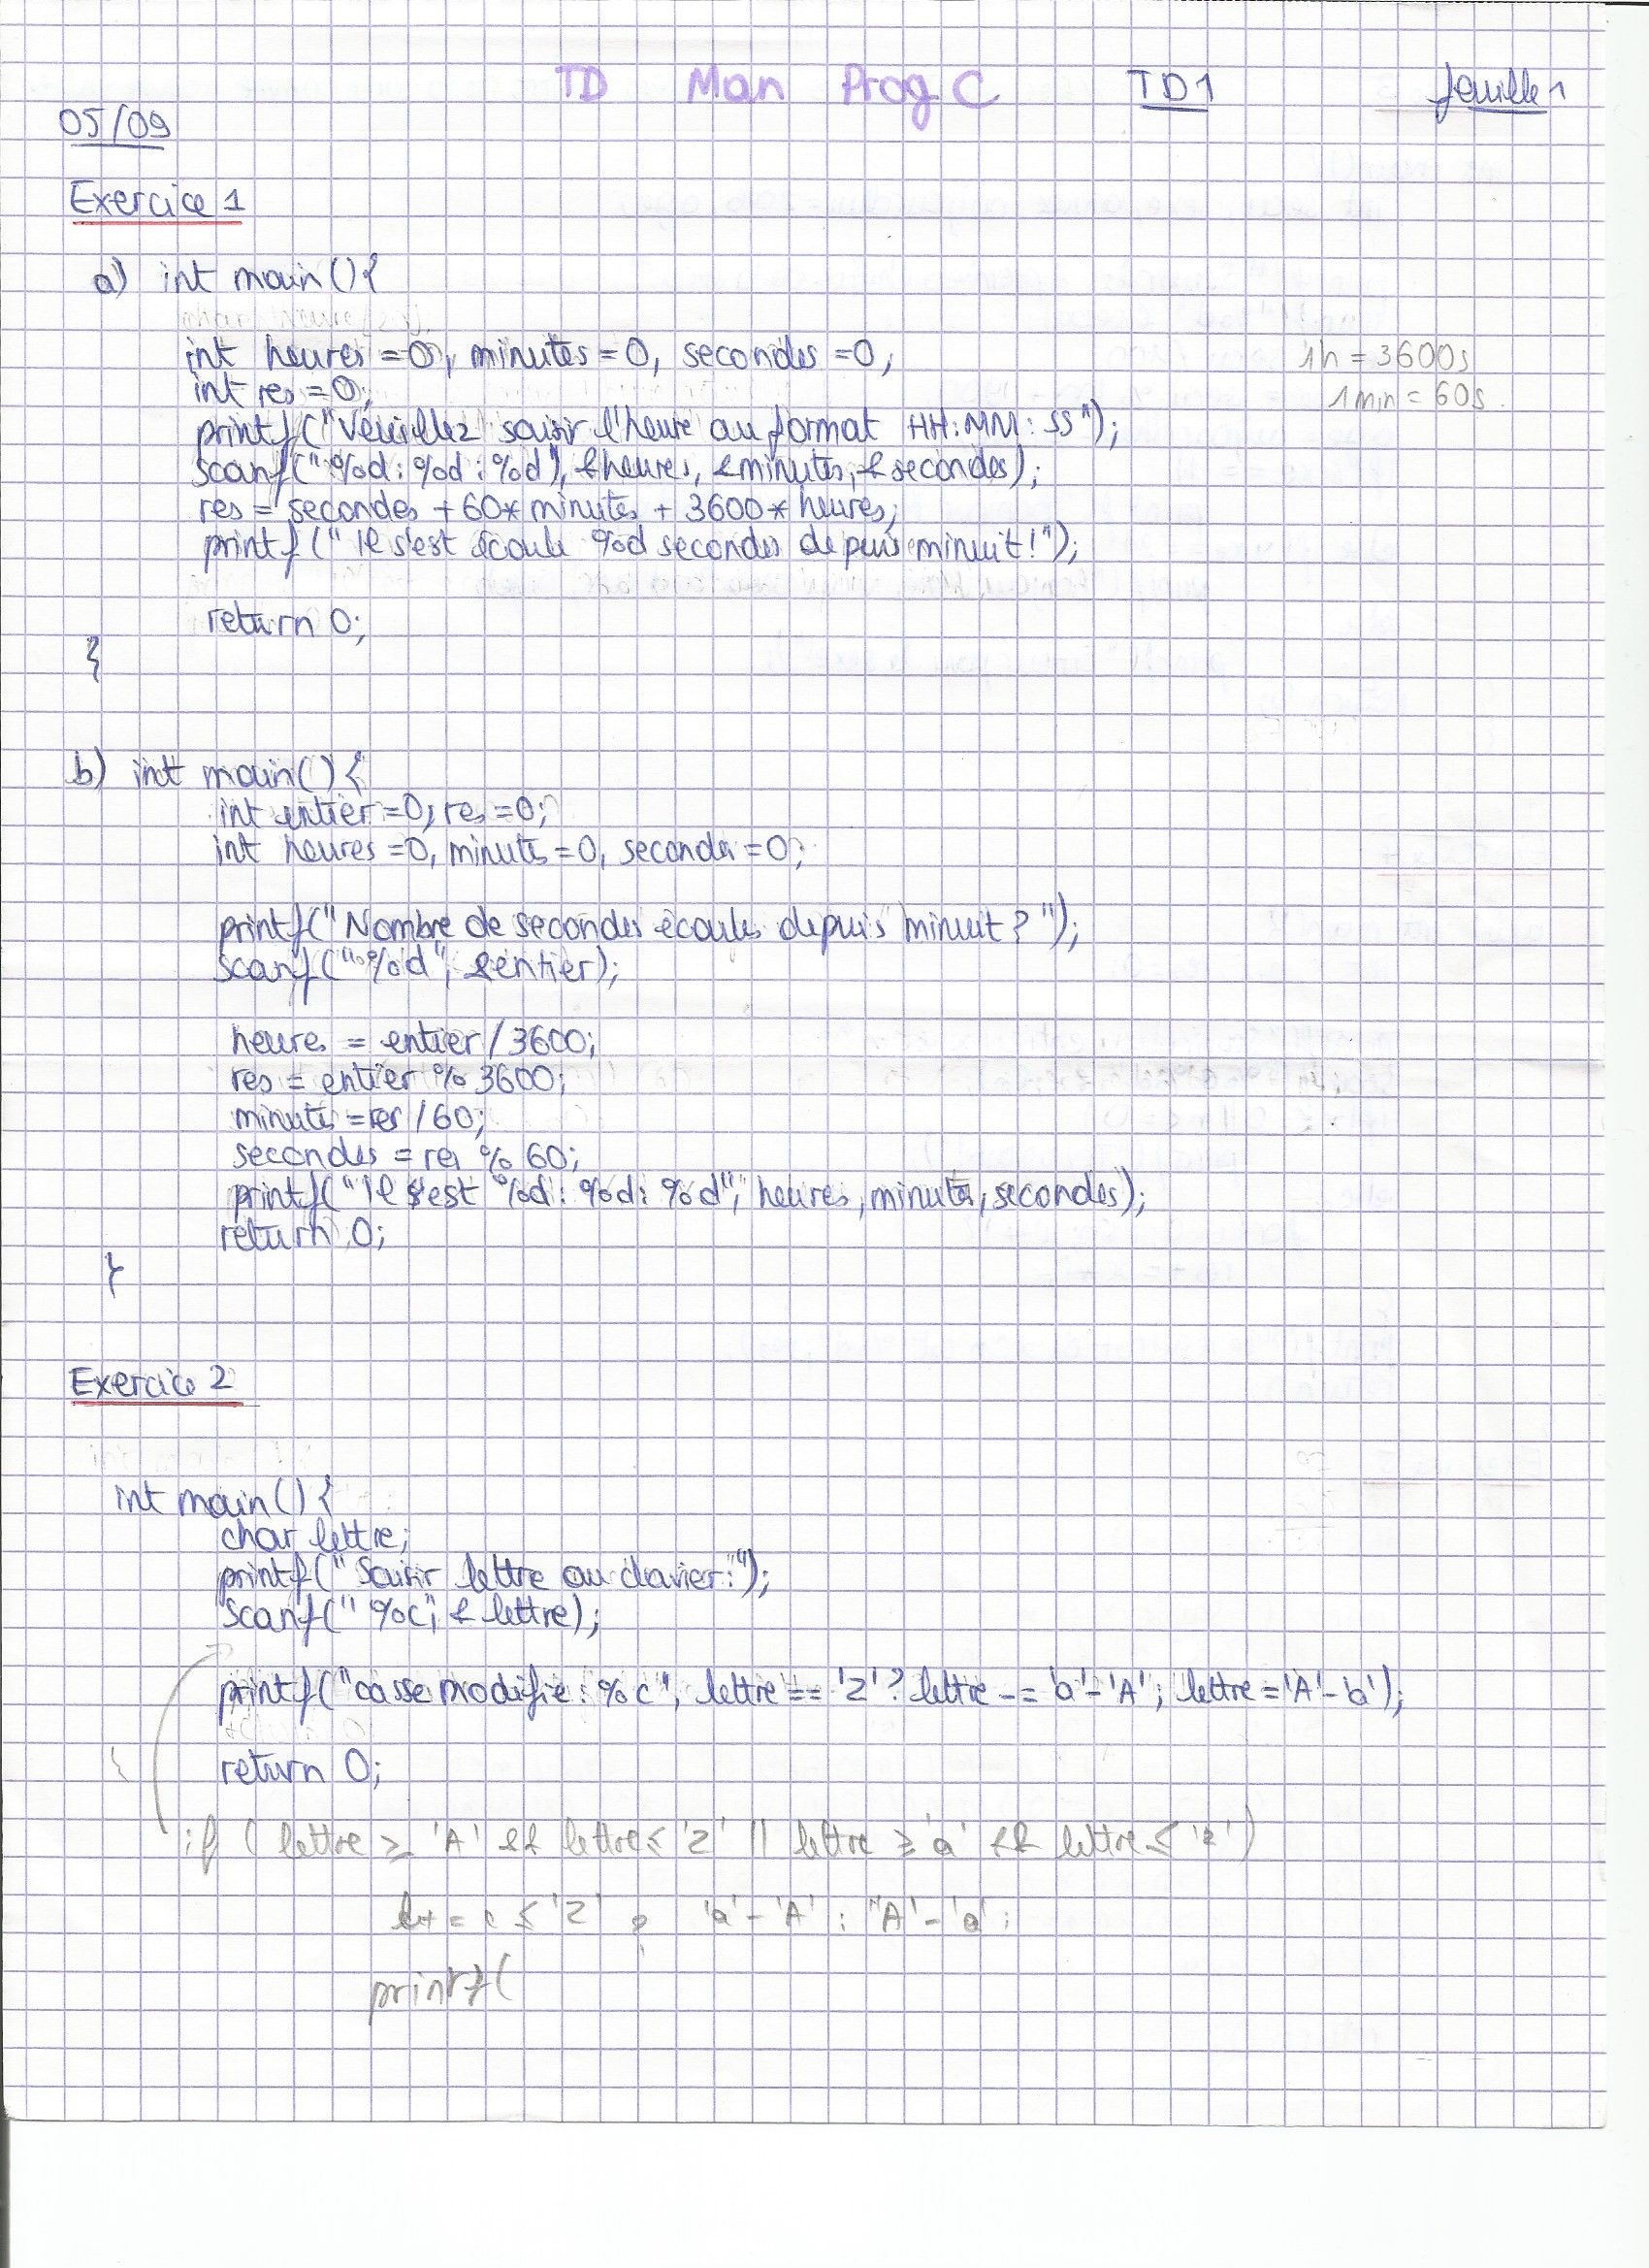 TD Man Prog C TD1 feuille 1
05/09
Exercice 1
a) int main(){
int heures = 0, minutes = 0, secondes = 0;
1h = 3600s
int res = 0;
1 min = 60s.
printf("Veuillez saisir l'heure au format HH:MM:SS");
scanf("%d:%d:%d"), &heures, &minutes, &secondes);
res = secondes + 60* minutes + 3600* heures;
printf("Il s'est écoulé %d secondes depuis minuit!");
return 0;
}
b) int main(){
int entier = 0, res = 0;
int heures = 0, minutes = 0, secondes = 0;
printf("Nombre de secondes écoulés depuis minuit ? ");
scanf("%d", &entier);
heures = entier / 3600;
res = entier % 3600;
minutes = res / 60;
secondes = res % 60;
printf("Il s'est %d: %d: %d", heures, minutes, secondes);
return 0;
}
Exercice 2
int main(){
char lettre;
printf("Saisir lettre au clavier:");
scanf("%c", & lettre);
printf("casse modifié: %c", lettre == 'Z' ? lettre -= 'a'-'A'; lettre = 'A'-'a');
return 0;
}
if ( lettre ≥ 'A' && lettre ≤ 'Z' || lettre ≥ 'a' && lettre ≤ 'z')
≤ 'Z' ? 'a'-'A' : 'A'-'a';
printf(